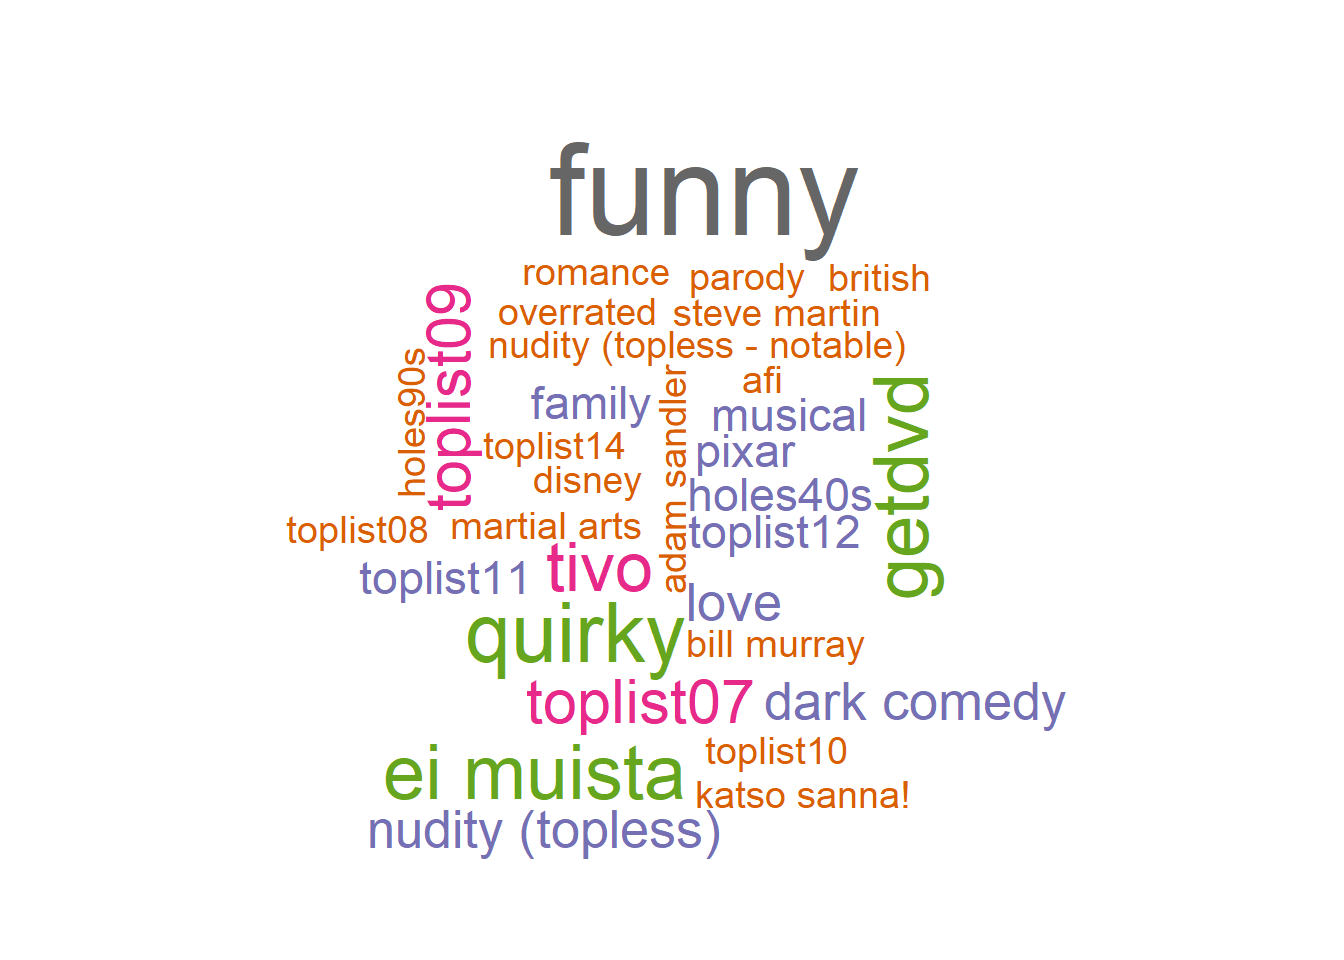 funny
romance
parody
british
toplist09
overrated
steve martin
nudity (topless - notable)
holes90s
afi
family
adam sandler
musical
getdvd
toplist14
pixar
disney
holes40s
toplist08
martial arts
toplist12
toplist11
tivo
love
quirky
bill murray
toplist07
dark comedy
toplist10
ei muista
katso sanna!
nudity (topless)